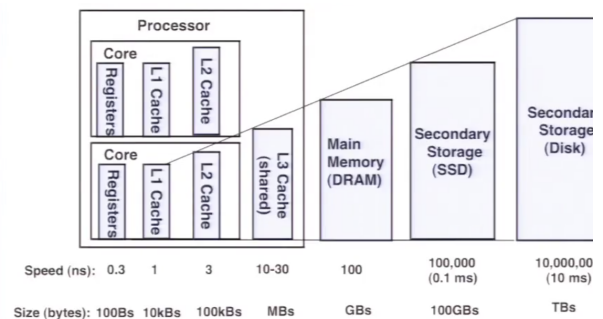 Processor
Core
Registers
L1 Cache
L2 Cache
Core
Registers
L1 Cache
L2 Cache
L3 Cache
(shared)
Main
Memory
(DRAM)
Secondary
Storage
(SSD)
Secondar
Storage
(Disk)
Speed (ns): 0.3 1 3 10-30 100 100,000 10,000,00
(0.1 ms) (10 ms)
Size (bytes): 100Bs 10kBs 100kBs MBs GBs 100GBs TBs